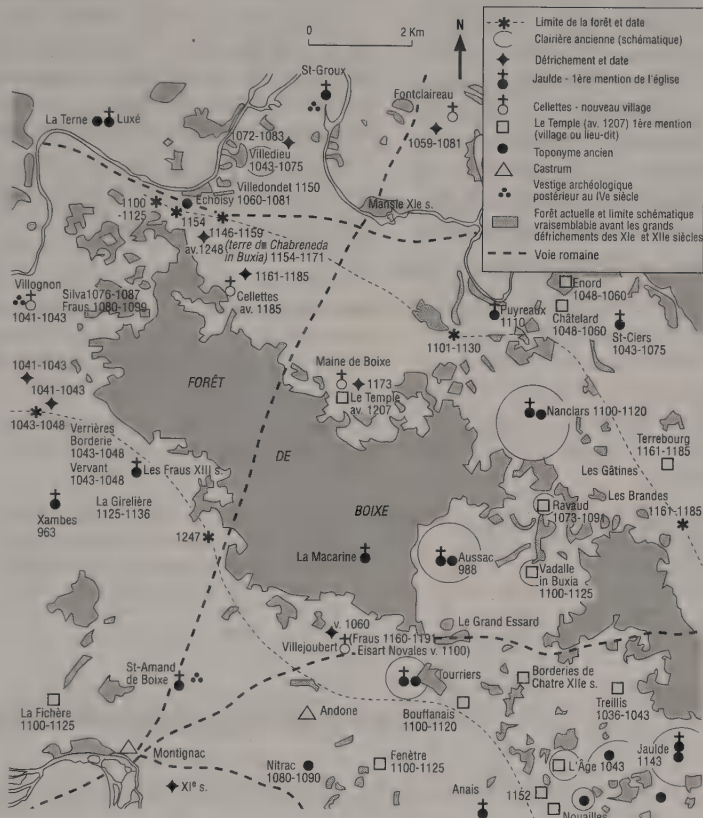 0 2 Km
N
Limite de la forêt et date
Clairière ancienne (schématique)
Défrichement et date
Jaulde - 1ère mention de l'église
Cellettes - nouveau village
Le Temple (av. 1207) 1ère mention
(village ou lieu-dit)
Toponyme ancien
Castrum
Vestige archéologique
postérieur au IVe siècle
Forêt actuelle et limite schématique
vraisemblable avant les grands
défrichements des XIe et XIIe siècles
Voie romaine
St-Groux
Fontclaireau
La Terne
Luxé
1072-1083
1059-1081
Villedieu
1043-1075
Villedondet 1150
Echoisy 1060-1081
Mansle XIe s.
1100
-1125
1154
1146-1159
av.1248 (terre de Chabreneda
in Buxia) 1154-1171
1161-1185
Villognon
1041-1043
Silva1076-1087
Fraus 1080-1099
Cellettes
av. 1185
Enord
1048-1060
Châtelard
1048-1060
Puyreaux
1110
St-Ciers
1043-1075
1101-1130
1041-1043
1041-1043
1043-1048
Maine de Boixe
1173
Le Temple
av. 1207
FORÊT
DE
BOIXE
Nanclars 1100-1120
Terrebourg
1161-1185
Les Gâtines
Verrières
Borderie
1043-1048
Vervant
1043-1048
Les Fraus XIII s.
La Girelière
1125-1136
Xambes
963
Ravaud
1073-1091
Les Brandes
1161-1185
1247
La Macarine
Aussac
988
Vadalle
in Buxia
1100-1125
v. 1060
Le Grand Essard
Villejoubert
(Fraus 1160-1191
Eisart Novales v. 1100)
St-Amand
de Boixe
Tourriers
Borderies de
Chatre XIIe s.
La Fichère
1100-1125
Andone
Bouffanais
1100-1120
Treillis
1036-1043
Montignac
Nitrac
1080-1090
Fenêtre
1100-1125
L'Âge 1043
Jaulde
1143
XIe s.
Anais
1152
Nouailles